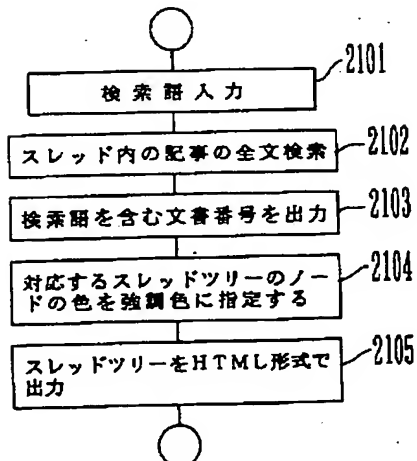 2101
検索語入力
2102
スレッド内の記事の全文検索
2103
検索語を含む文書番号を出力
2104
対応するスレッドツリーのノー
ドの色を強調色に指定する
2105
スレッドツリーをHTML形式で
出力